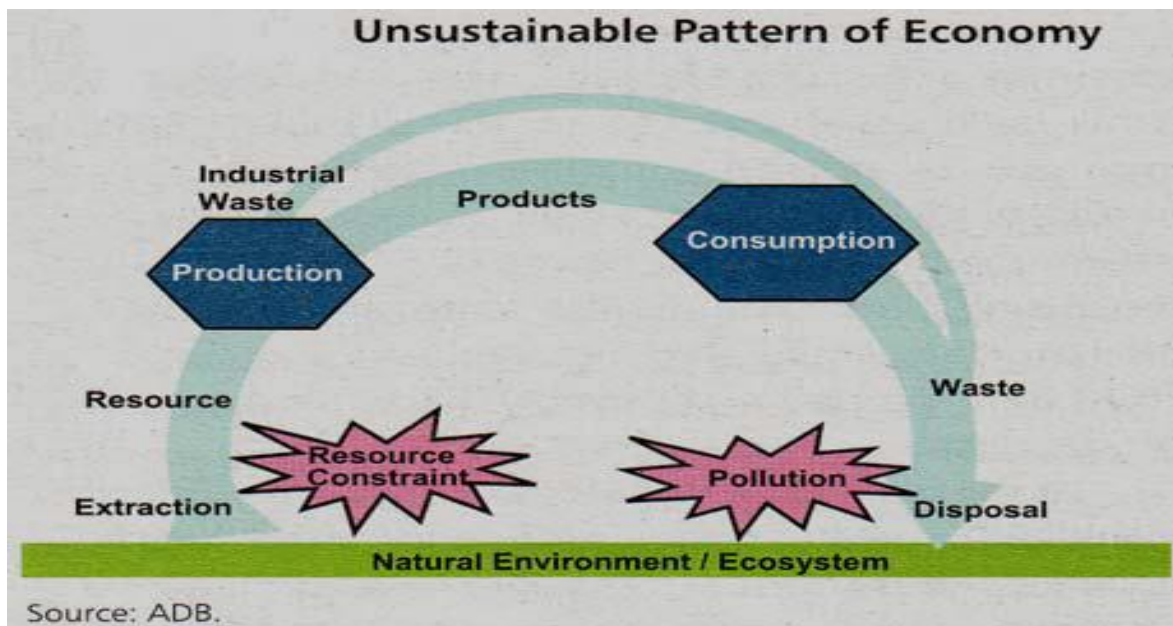 Unsustainable Pattern of Economy
Industrial
Waste
Products
Production
Consumption
Resource
Waste
Resource
Constraint
Pollution
Extraction
Disposal
Natural Environment / Ecosystem
Source: ADB.